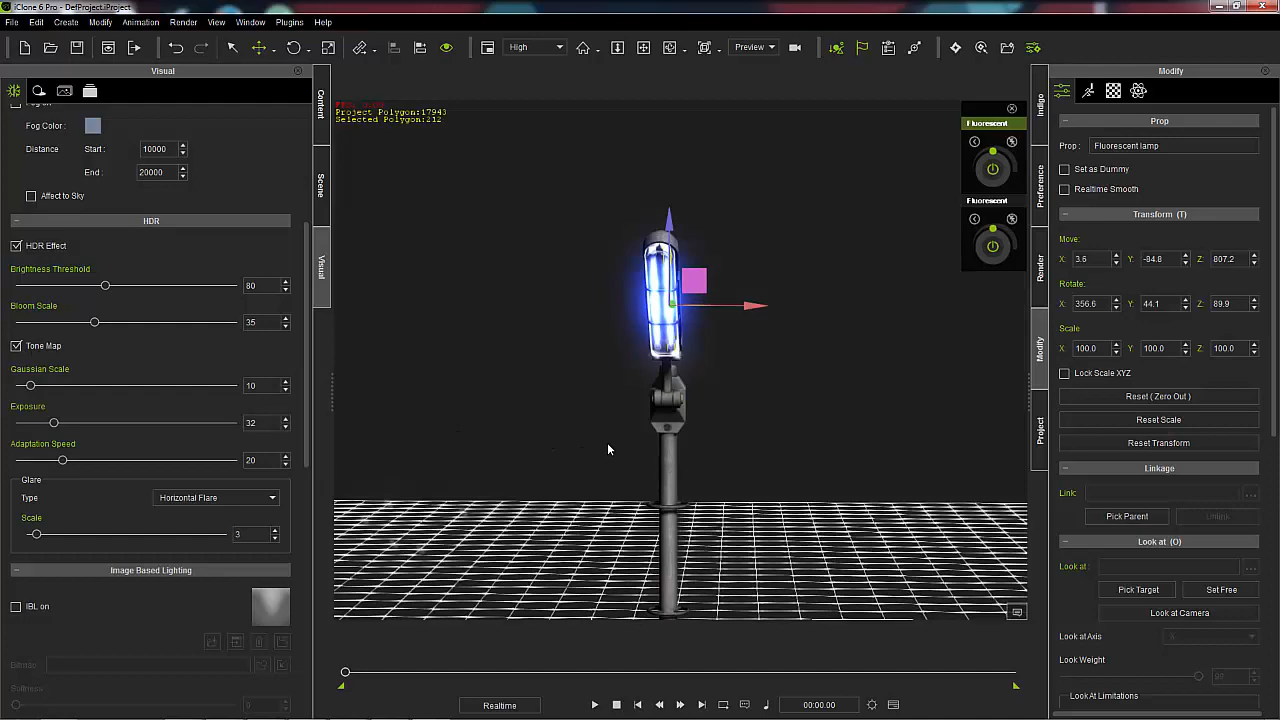 iClone 6 Pro - DefProject.iProject
File Edit Create Modify Animation Render View Window Plugins Help
High
Preview
Visual
Fog Color :
Distance Start : 10000
End : 20000
Affect to Sky
HDR
HDR Effect
Brightness Threshold
80
Bloom Scale
35
Tone Map
Gaussian Scale
10
Exposure
32
Adaptation Speed
20
Glare
Type Horizontal Flare
Scale
3
Image Based Lighting
IBL on
Bitmap:
0
Content
Scene
Visual
Project Polygon:17943
Selected Polygon:212
Fluorescent
Fluorescent
Realtime
00:00.00
Indigo
Preference
Render
Modify
Project
Modify
Prop
Prop : Fluorescent lamp
Set as Dummy
Realtime Smooth
Transform (T)
Move:
X: 3.6 Y: -84.8 Z: 807.2
Rotate:
X: 356.6 Y: 44.1 Z: 89.9
Scale
X: 100.0 Y: 100.0 Z: 100.0
Lock Scale XYZ
Reset ( Zero Out )
Reset Scale
Reset Transform
Linkage
Link:
...
Pick Parent Unlink
Look at (O)
Look at:
...
Pick Target Set Free
Look at Camera
Look at Axis
Look Weight
Look At Limitations